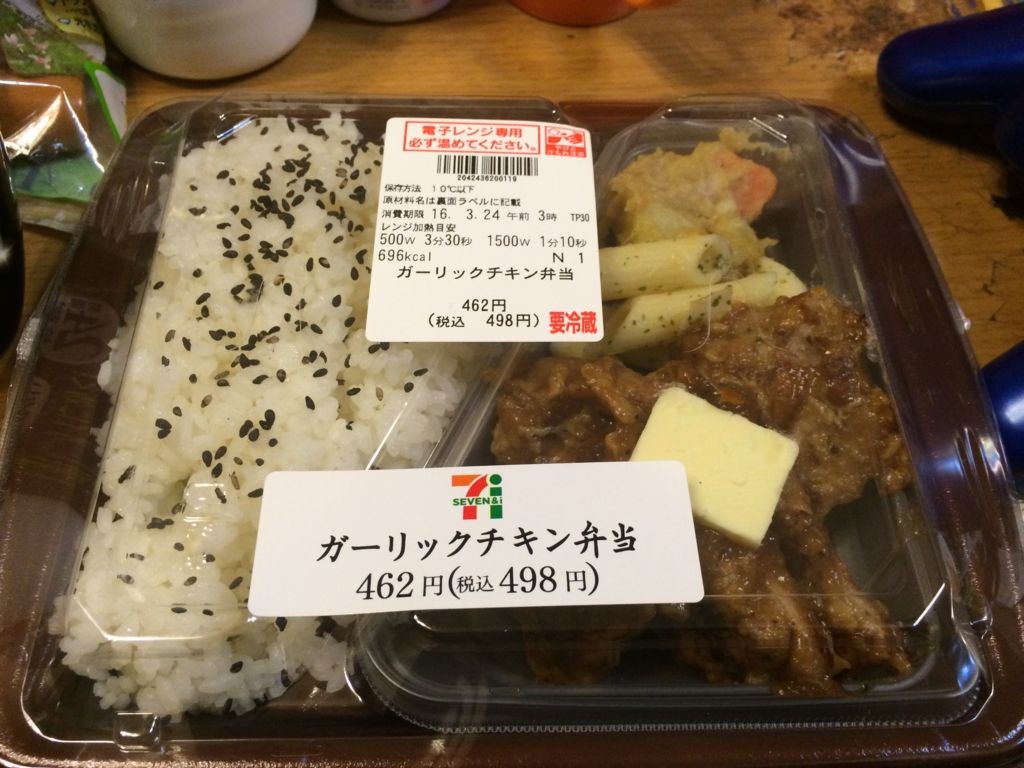 電子レンジ専用
必ず温めてください。
2042436200119
保存方法 10℃以下
原材料名は裏面ラベルに記載
消費期限 16. 3.24 午前 3時 TP30
レンジ加熱目安
500W 3分30秒 1500W 1分10秒
696kcal N 1
ガーリックチキン弁当
462円
(税込 498円) 要冷蔵
SEVEN&i
ガーリックチキン弁当
462円(税込498円)